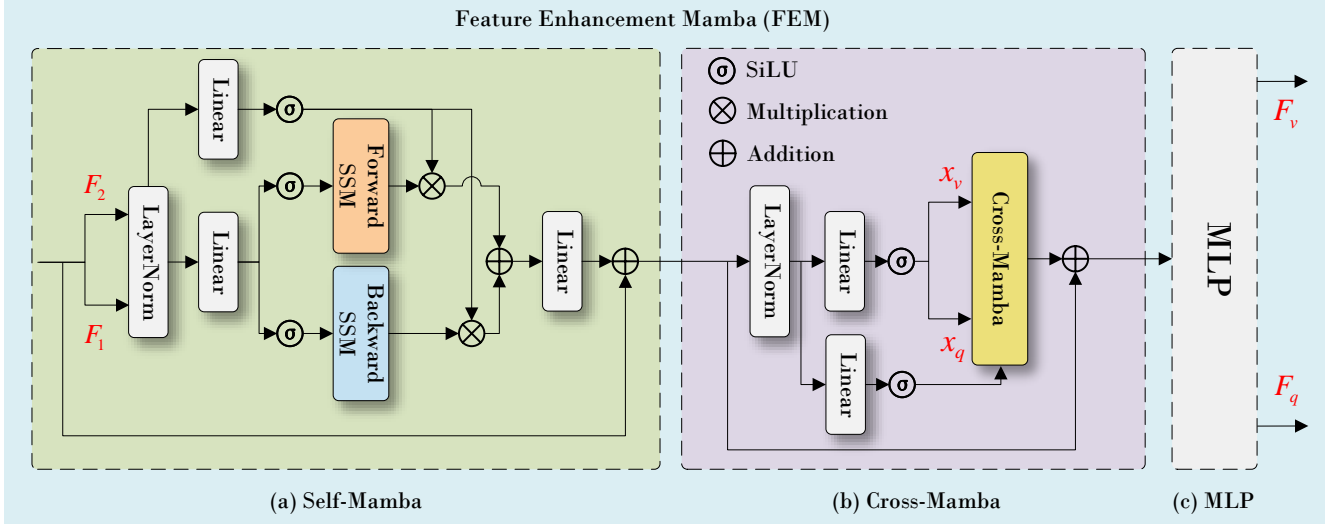 Feature Enhancement Mamba (FEM)
Linear
σ
F2
F1
LayerNorm
Linear
σ
σ
Forward
SSM
Backward
SSM
Linear
(a) Self-Mamba
σ SiLU
Multiplication
Addition
LayerNorm
Linear
σ
Linear
σ
xv
xq
Cross-Mamba
(b) Cross-Mamba
MLP
(c) MLP
Fv
Fq